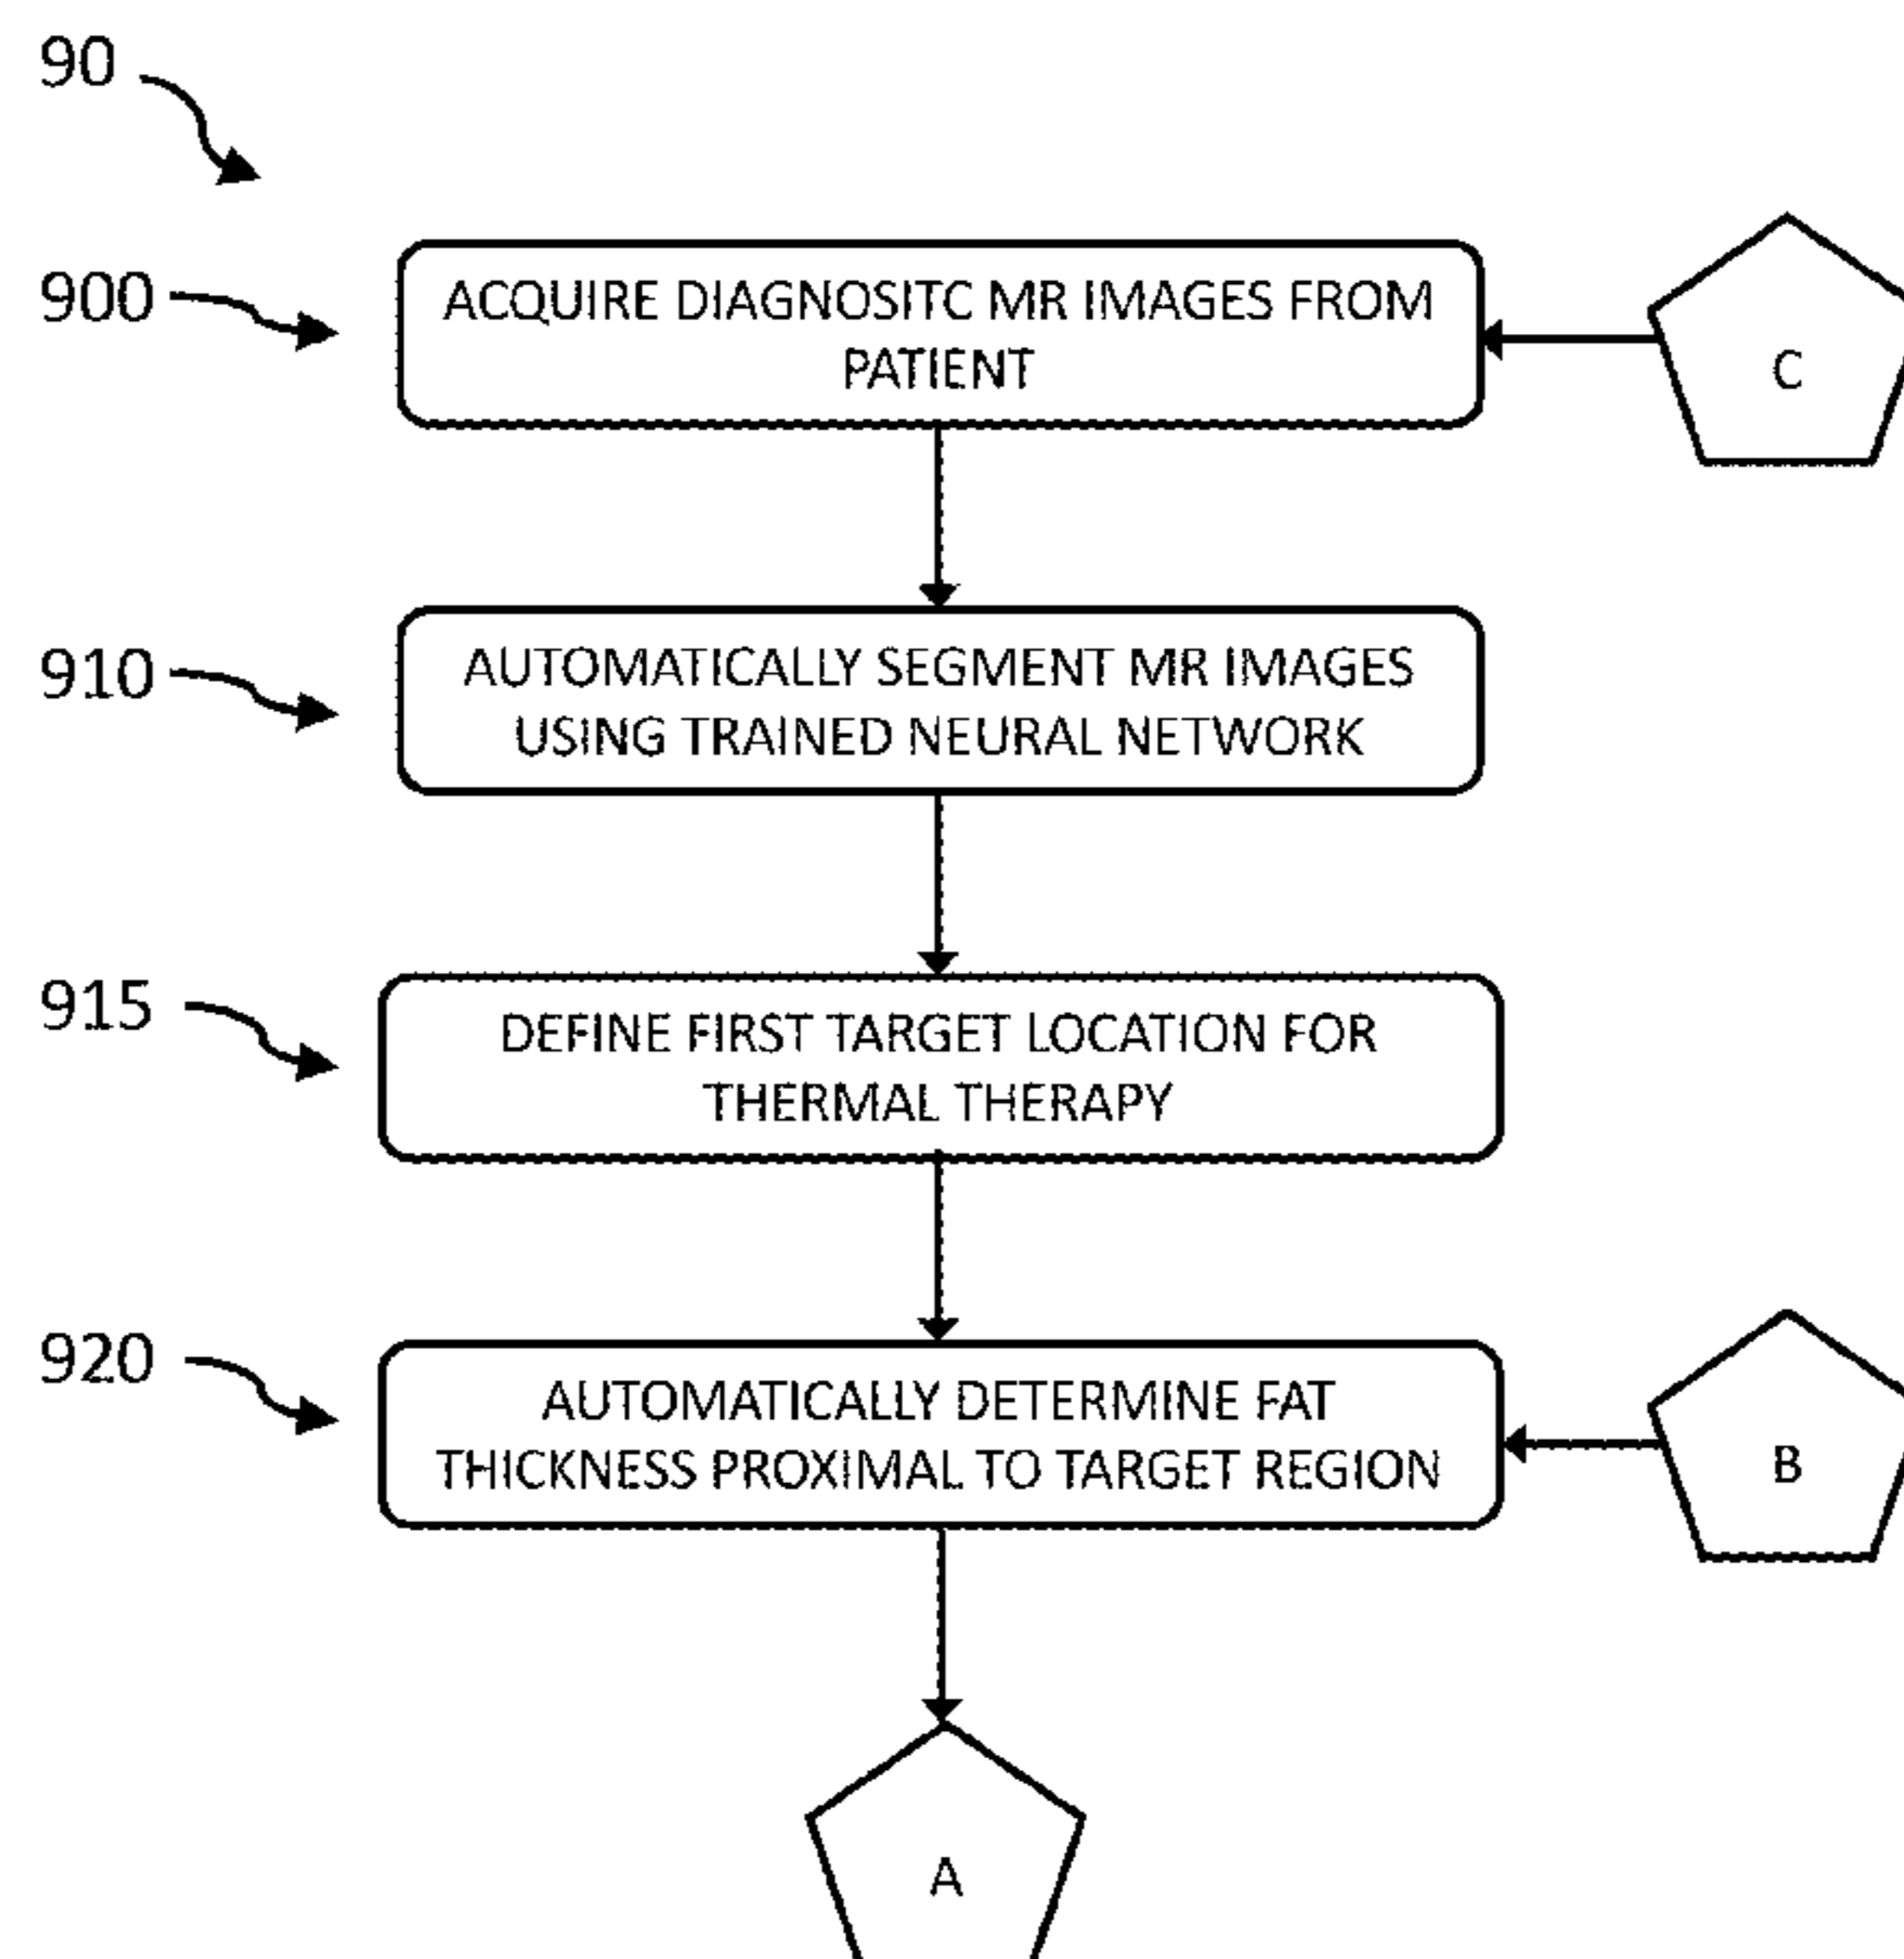 90
900
ACQUIRE DIAGNOSITC MR IMAGES FROM
PATIENT
C
910
AUTOMATICALLY SEGMENT MR IMAGES
USING TRAINED NEURAL NETWORK
915
DEFINE FIRST TARGET LOCATION FOR
THERMAL THERAPY
920
AUTOMATICALLY DETERMINE FAT
THICKNESS PROXIMAL TO TARGET REGION
B
A